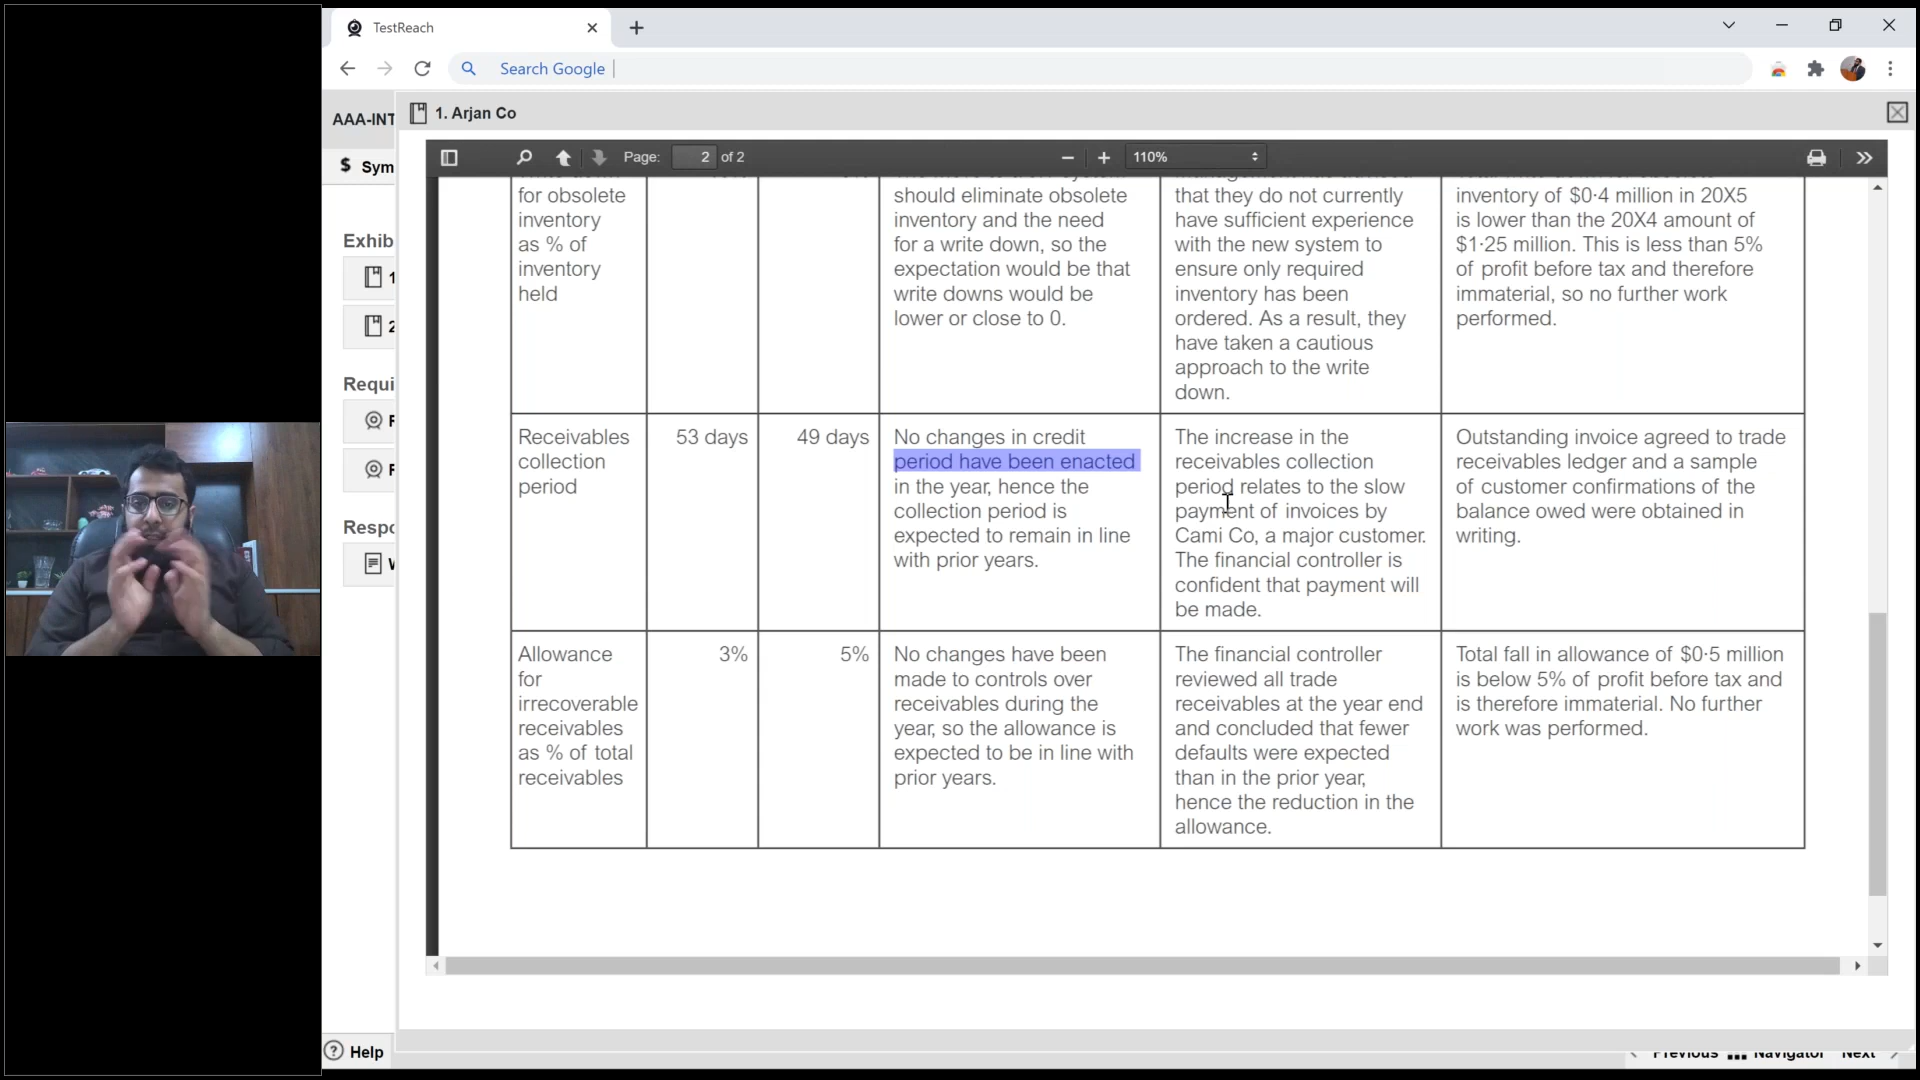 TestReach
Search Google
AAA-INT
1. Arjan Co
$ Sym
Page: 2 of 2
110%
Exhib
1
2
Requi
F
F
Respo
W
for obsolete
inventory
as % of
inventory
held
should eliminate obsolete
inventory and the need
for a write down, so the
expectation would be that
write downs would be
lower or close to 0.
that they do not currently
have sufficient experience
with the new system to
ensure only required
inventory has been
ordered. As a result, they
have taken a cautious
approach to the write
down.
inventory of $0·4 million in 20X5
is lower than the 20X4 amount of
$1·25 million. This is less than 5%
of profit before tax and therefore
immaterial, so no further work
performed.
Receivables
collection
period
53 days
49 days
No changes in credit
period have been enacted
in the year, hence the
collection period is
expected to remain in line
with prior years.
The increase in the
receivables collection
period relates to the slow
payment of invoices by
Cami Co, a major customer.
The financial controller is
confident that payment will
be made.
Outstanding invoice agreed to trade
receivables ledger and a sample
of customer confirmations of the
balance owed were obtained in
writing.
Allowance
for
irrecoverable
receivables
as % of total
receivables
3%
5%
No changes have been
made to controls over
receivables during the
year, so the allowance is
expected to be in line with
prior years.
The financial controller
reviewed all trade
receivables at the year end
and concluded that fewer
defaults were expected
than in the prior year,
hence the reduction in the
allowance.
Total fall in allowance of $0·5 million
is below 5% of profit before tax and
is therefore immaterial. No further
work was performed.
Help
Previous Navigator Next